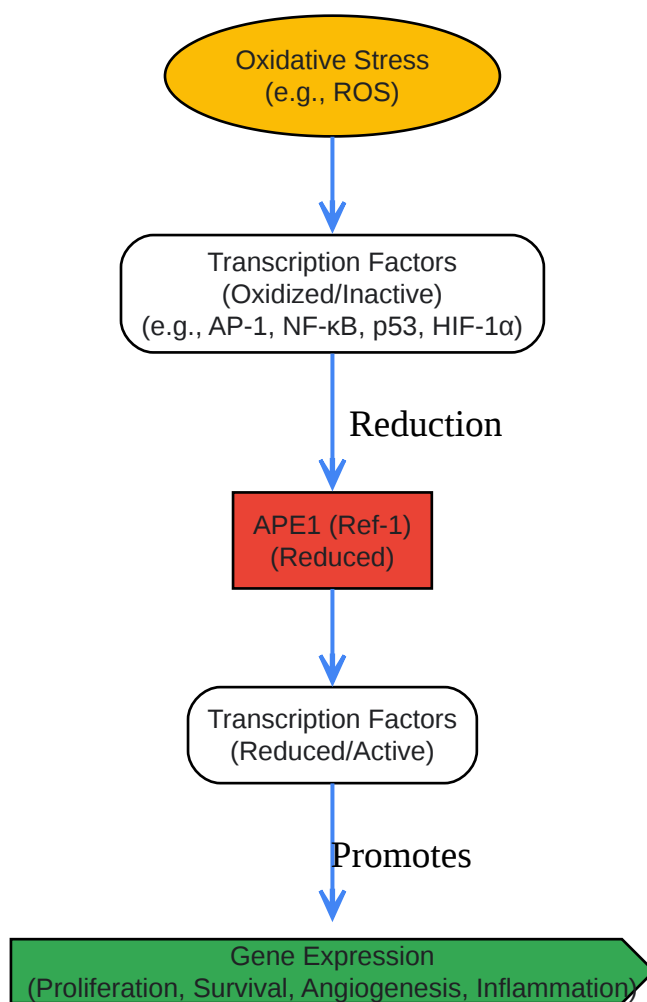 Oxidative Stress
(e.g., ROS)
Transcription Factors
(Oxidized/Inactive)
(e.g., AP-1, NF-κB, p53, HIF-1α)
Reduction
APE1 (Ref-1)
(Reduced)
Transcription Factors
(Reduced/Active)
Promotes
Gene Expression
(Proliferation, Survival, Angiogenesis, Inflammation)